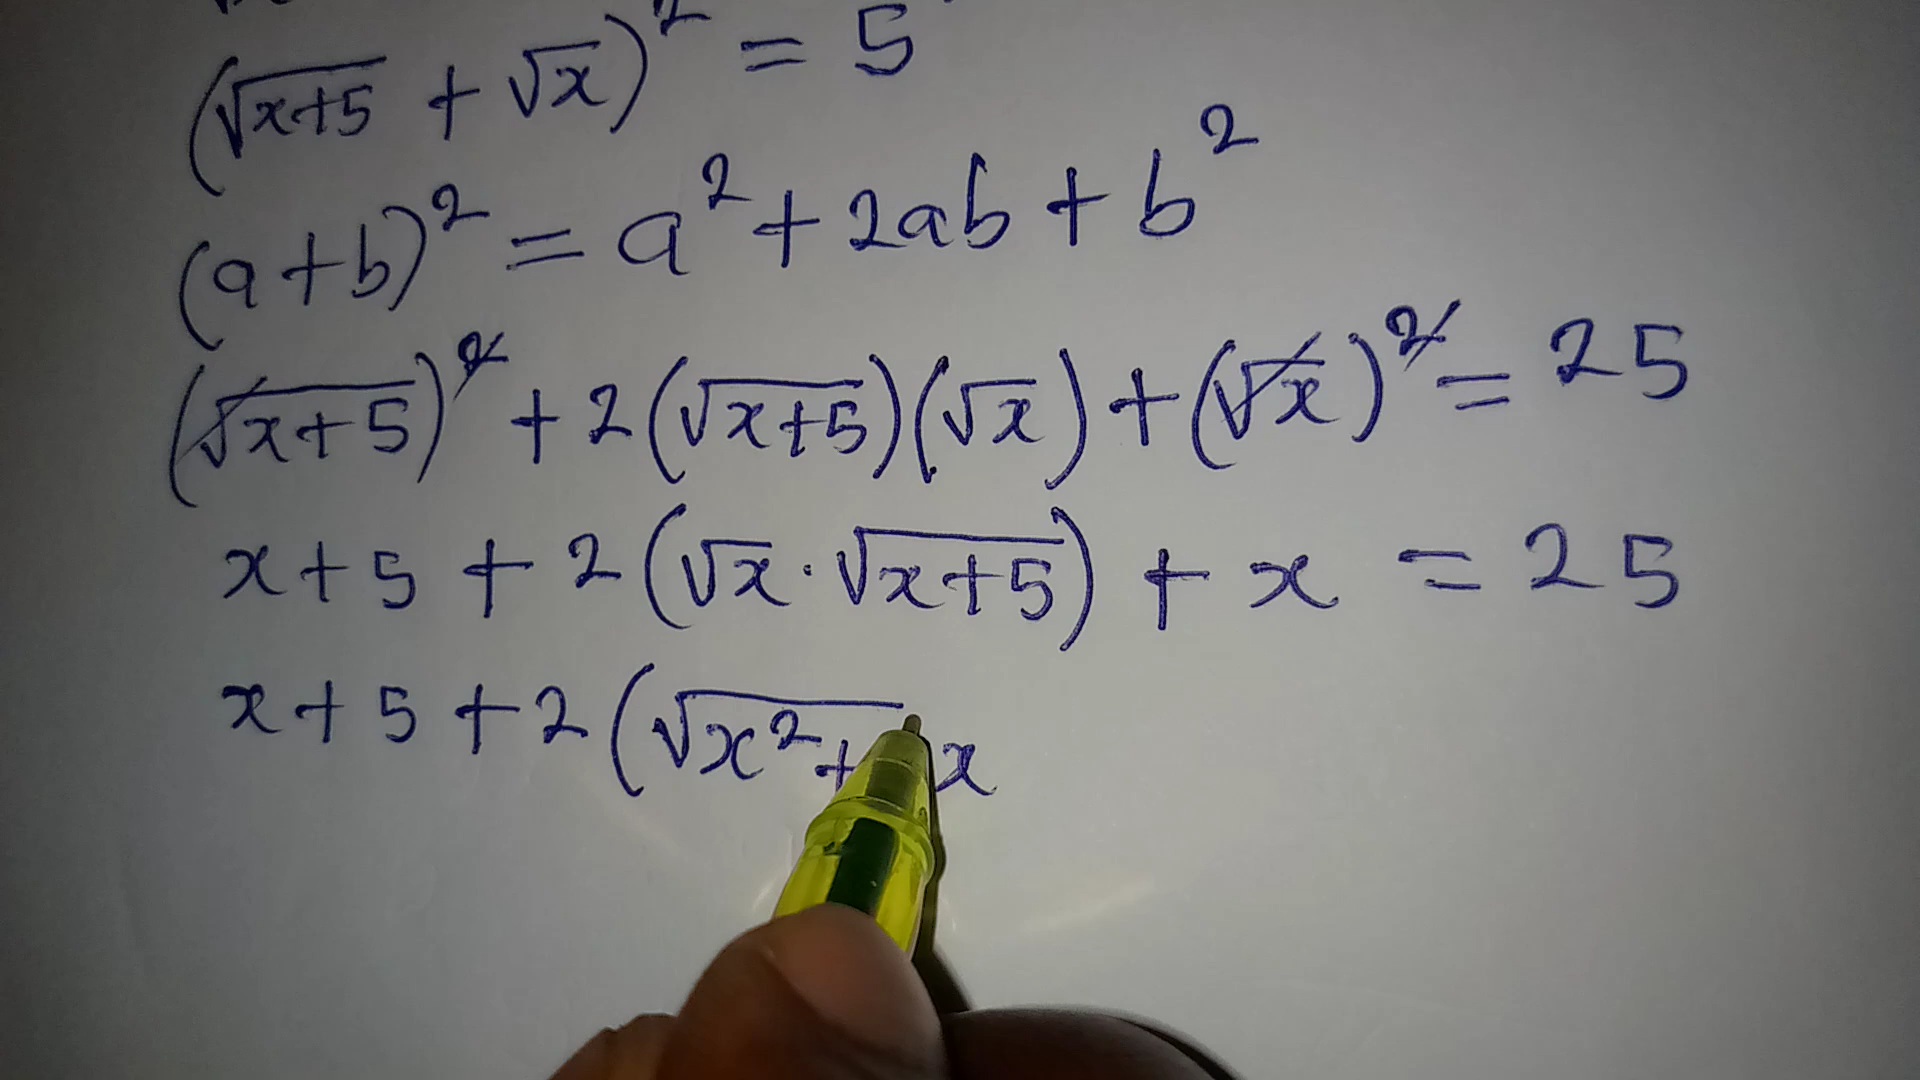 (√x+5 + √x)² = 5
(a+b)² = a² + 2ab + b²
(√x+5)² + 2(√x+5)(√x) + (√x)² = 25
x + 5 + 2(√x · √x+5) + x = 25
x + 5 + 2(√x² + x